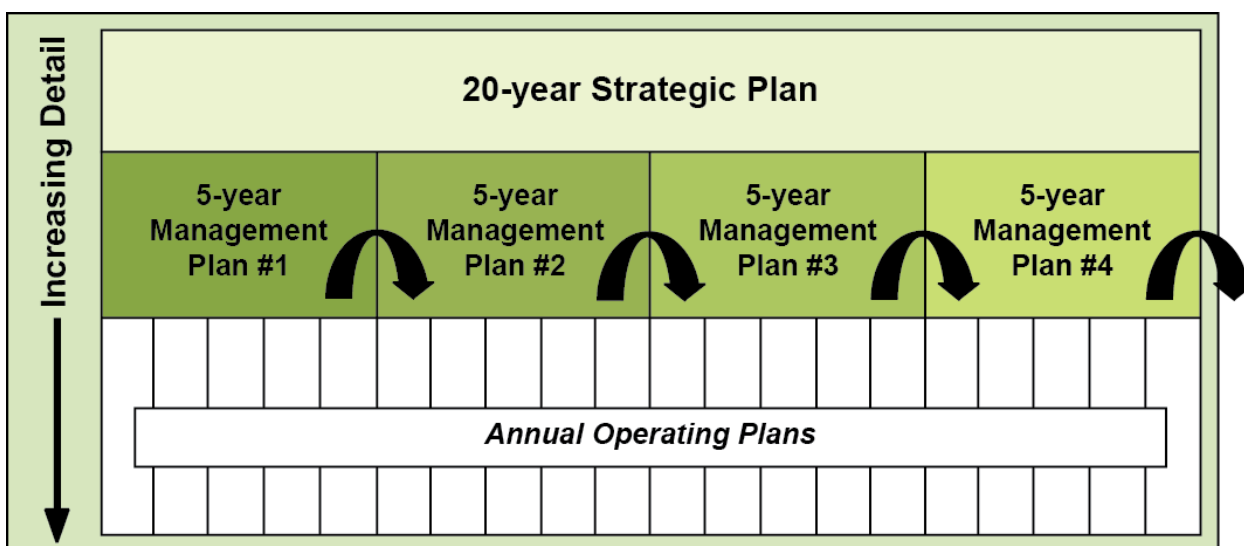 Increasing Detail
20-year Strategic Plan
5-year
Management
Plan #1
5-year
Management
Plan #2
5-year
Management
Plan #3
5-year
Management
Plan #4
Annual Operating Plans